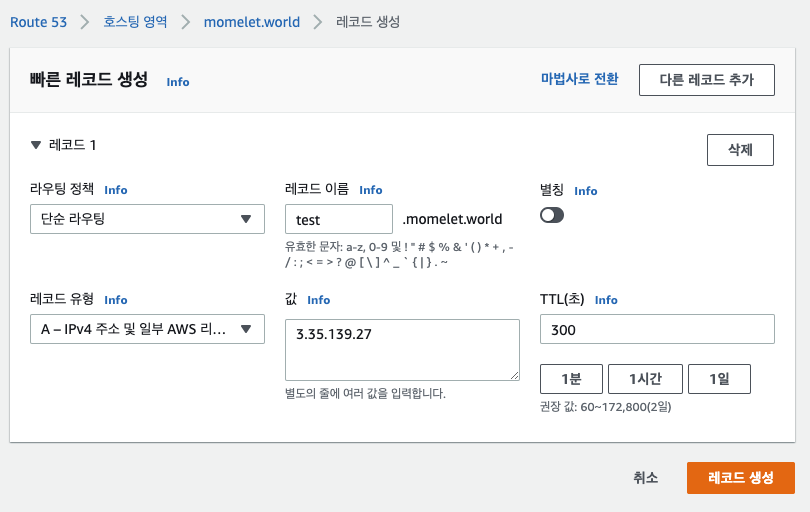 Route 53 > 호스팅 영역 > momelet.world > 레코드 생성
빠른 레코드 생성 Info 마법사로 전환 다른 레코드 추가
▼ 레코드 1 삭제
라우팅 정책 Info
단순 라우팅 ▼
레코드 이름 Info
test .momelet.world
유효한 문자: a-z, 0-9 및 ! " # $ % & ' ( ) * + , -
/ : ; < = > ? @ [ \ ] ^ _ ` { | } . ~
별칭 Info
레코드 유형 Info
A – IPv4 주소 및 일부 AWS 리... ▼
값 Info
3.35.139.27
별도의 줄에 여러 값을 입력합니다.
TTL(초) Info
300
1분 1시간 1일
권장 값: 60~172,800(2일)
취소 레코드 생성